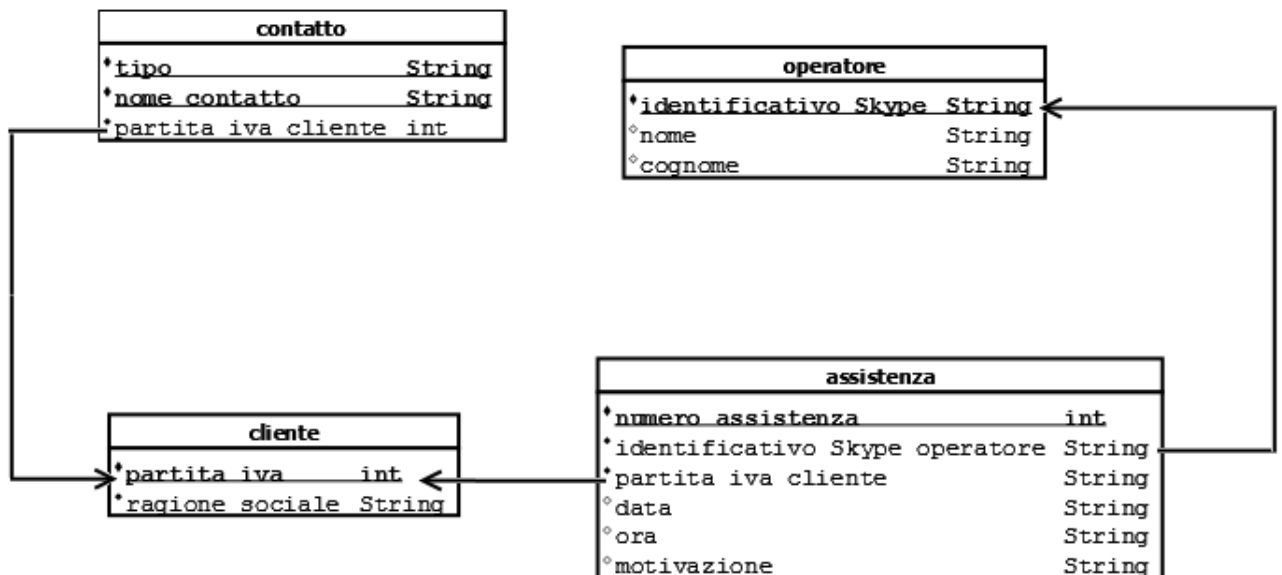 contatto
tipo String
nome contatto String
partita iva cliente int
operatore
identificativo Skype String
nome String
cognome String
cliente
partita iva int
ragione sociale String
assistenza
numero assistenza int
identificativo Skype operatore String
partita iva cliente String
data String
ora String
motivazione String